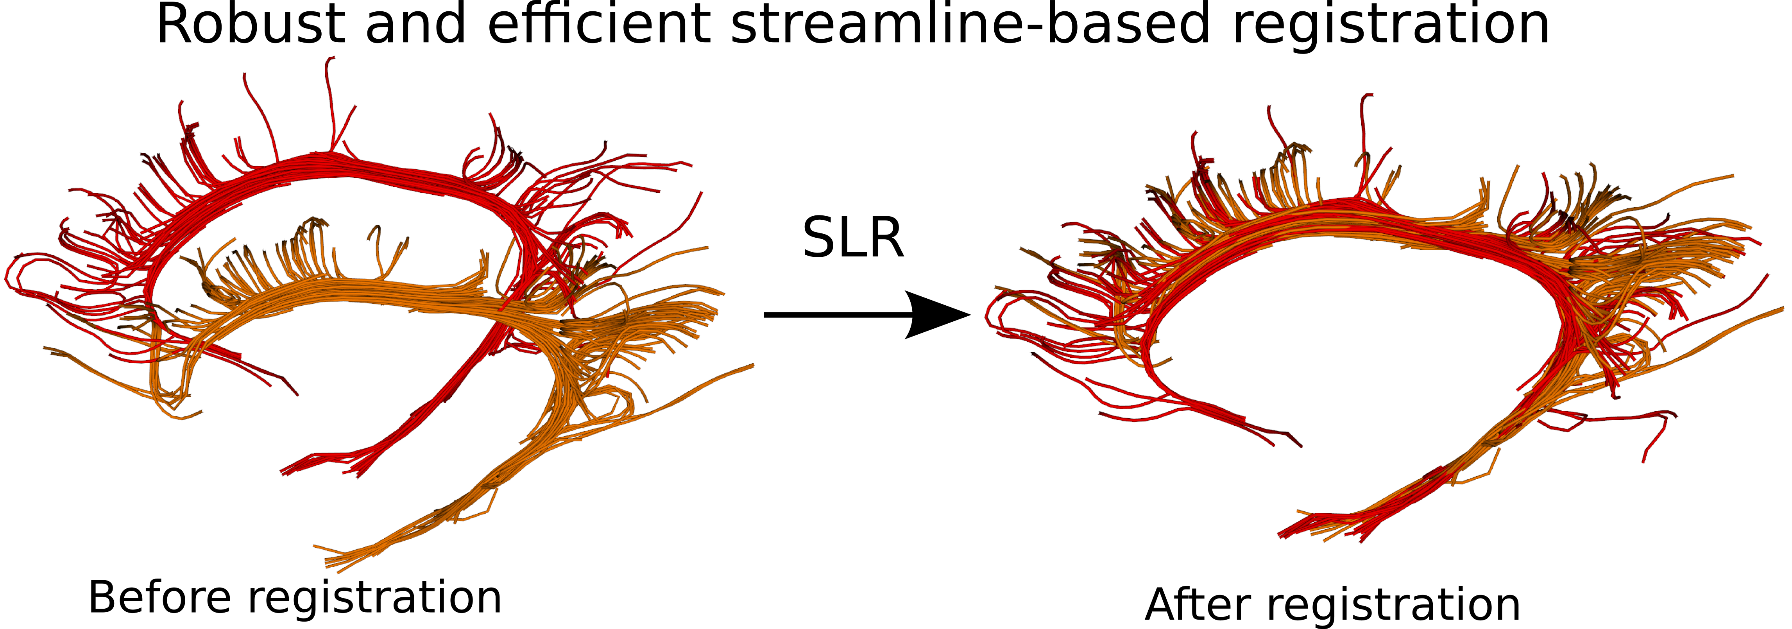 Robust and efficient streamline-based registration
SLR
Before registration
After registration